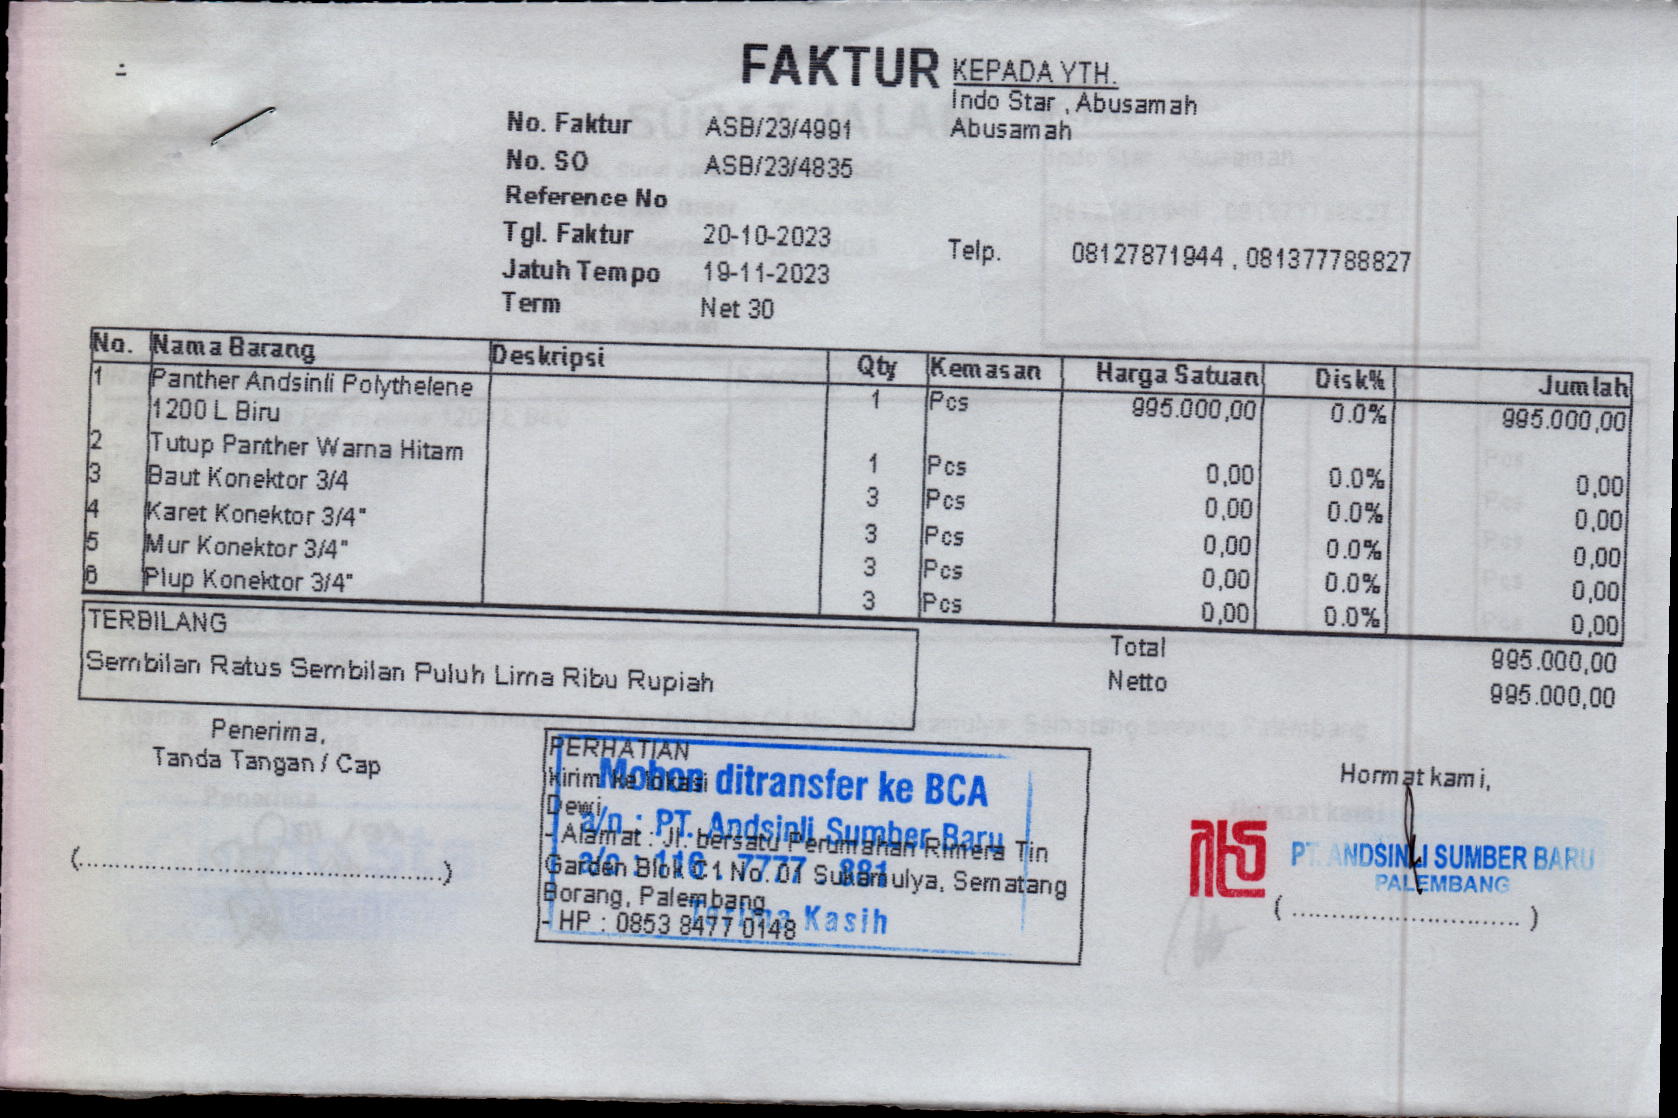 FAKTUR
KEPADA YTH.
Indo Star , Abusamah
Abusamah
No. Faktur ASB/23/4991
No. SO ASB/23/4835
Reference No
Tgl. Faktur 20-10-2023
Jatuh Tempo 19-11-2023
Term Net 30
Telp. 08127871944 , 081377788827
No. Nama Barang Deskripsi Qty Kemasan Harga Satuan Disk% Jumlah
1 Panther Andsinli Polythelene 1 Pcs 995.000,00 0.0% 995.000,00
1200 L Biru
2 Tutup Panther Warna Hitam 1 Pcs 0,00 0.0% 0,00
3 Baut Konektor 3/4 3 Pcs 0,00 0.0% 0,00
4 Karet Konektor 3/4" 3 Pcs 0,00 0.0% 0,00
5 Mur Konektor 3/4" 3 Pcs 0,00 0.0% 0,00
6 Plup Konektor 3/4" 3 Pcs 0,00 0.0% 0,00
TERBILANG
Sembilan Ratus Sembilan Puluh Lima Ribu Rupiah
Total 995.000,00
Netto 995.000,00
Penerima,
Tanda Tangan / Cap
(....................................................)
PERHATIAN
kirim ke lokasi
Dewi
- Alamat : Jl. bersatu Perumahan Rimera Tin
Garden Blok C1 No. 07 Sukamulya, Sematang
Borang, Palembang
- HP : 0853 8477 0148
Mohon ditransfer ke BCA
a/n : PT. Andsinli Sumber Baru
a/c : 116 7777 881
Terima Kasih
Hormat kami,
PT. ANDSINLI SUMBER BARU
PALEMBANG
(....................................)